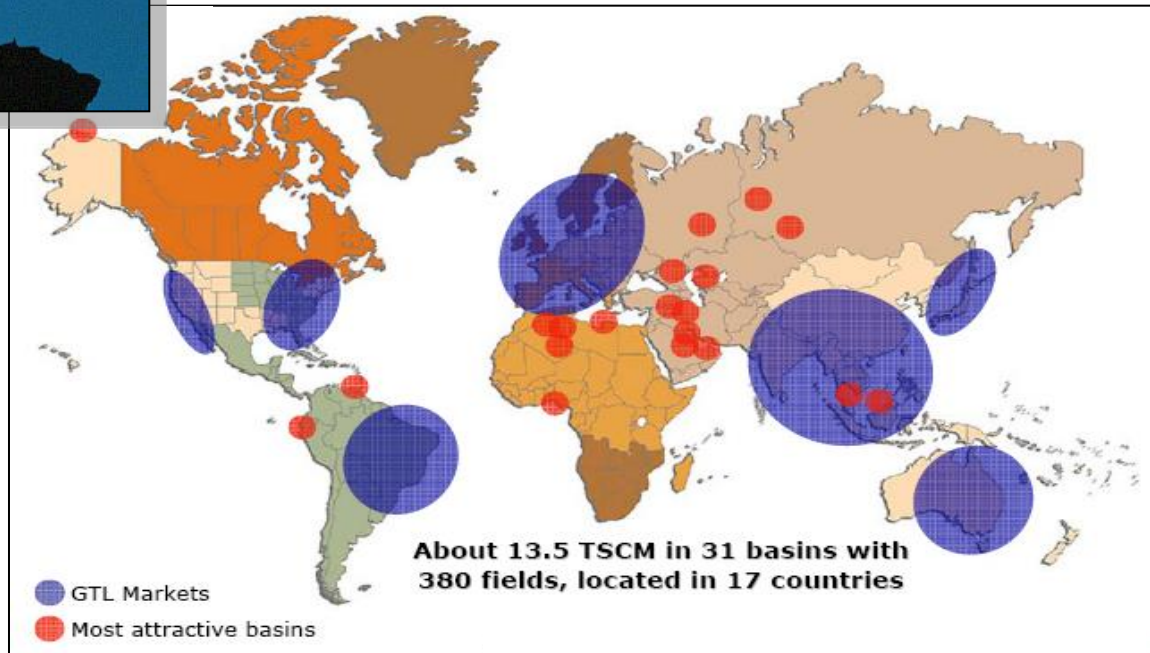 About 13.5 TSCM in 31 basins with
380 fields, located in 17 countries
GTL Markets
Most attractive basins